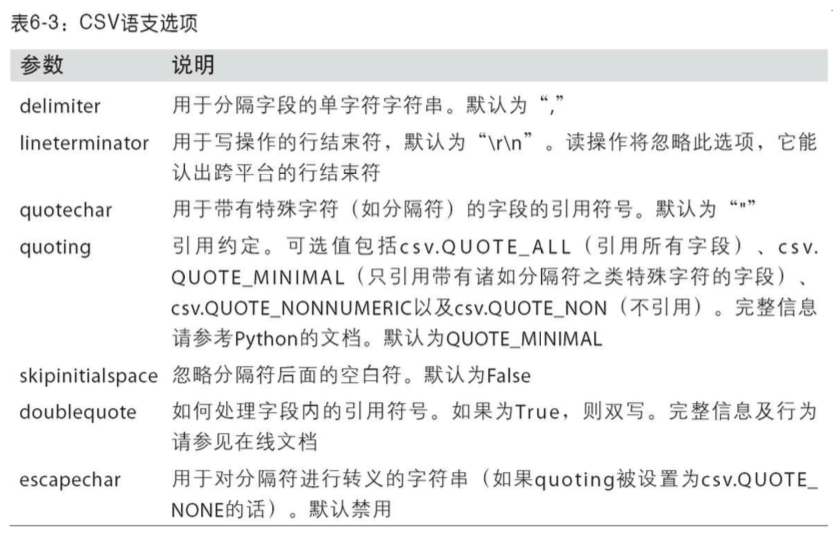 表6-3：CSV语支选项
参数 说明
delimiter 用于分隔字段的单字符字符串。默认为“,”
lineterminator 用于写操作的行结束符，默认为“\r\n”。读操作将忽略此选项，它能
认出跨平台的行结束符
quotechar 用于带有特殊字符（如分隔符）的字段的引用符号。默认为“"”
quoting 引用约定。可选值包括csv.QUOTE_ALL（引用所有字段）、csv.
QUOTE_MINIMAL（只引用带有诸如分隔符之类特殊字符的字段）、
csv.QUOTE_NONNUMERIC以及csv.QUOTE_NON（不引用）。完整信息
请参考Python的文档。默认为QUOTE_MINIMAL
skipinitialspace 忽略分隔符后面的空白符。默认为False
doublequote 如何处理字段内的引用符号。如果为True，则双写。完整信息及行为
请参见在线文档
escapechar 用于对分隔符进行转义的字符串（如果quoting被设置为csv.QUOTE_
NONE的话）。默认禁用